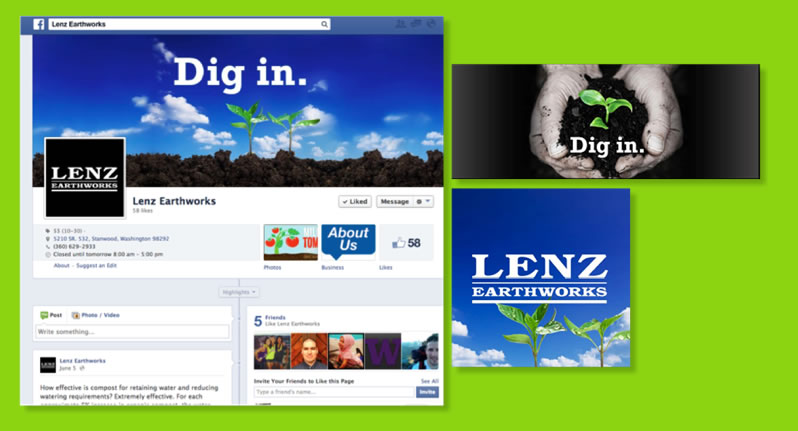 Lenz Earthworks
Dig in.
LENZ
EARTHWORKS
Lenz Earthworks
58 likes
Liked
Message
33 (10-30) ·
5210 SR. 532, Stanwood, Washington 98292
(360) 629-2933
Closed until tomorrow 8:00 am - 5:00 pm
About - Suggest an Edit
TOM
About
Us
58
Photos
Business
Likes
Highlights
Post
Photo / Video
Write something...
5 Friends
Like Lenz Earthworks
W
Invite Your Friends to Like this Page
See All
Type a friend's name...
Invite
LENZ
EARTHWORKS
Lenz Earthworks
June 5
How effective is compost for retaining water and reducing
watering requirements? Extremely effective. For each
Dig in.
LENZ
EARTHWORKS